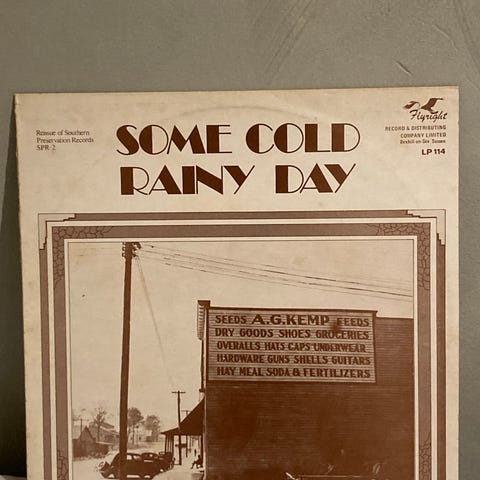 Reissue of Southern
Preservation Records
SPR-2
SOME COLD
RAINY DAY
Flyright
RECORD & DISTRIBUTING
COMPANY LIMITED
Bexhill-on-Sea Sussex
LP 114
SEEDS A.G.KEMP FEEDS
DRY GOODS SHOES GROCERIES
OVERALLS HATS CAPS UNDERWEAR
HARDWARE GUNS SHELLS GUITARS
HAY MEAL SODA & FERTILIZERS